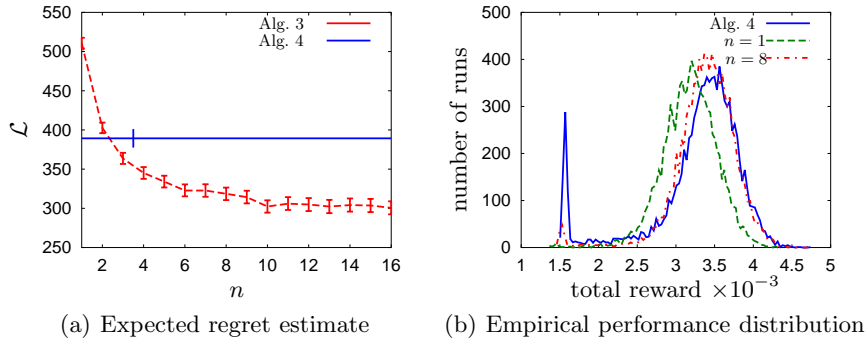 550
500
450
400
350
300
250
ℒ
Alg. 3
Alg. 4
2 4 6 8 10 12 14 16
n
(a) Expected regret estimate
500
400
300
200
100
0
number of runs
Alg. 4
n = 1
n = 8
1 1.5 2 2.5 3 3.5 4 4.5 5
total reward ×10⁻³
(b) Empirical performance distribution